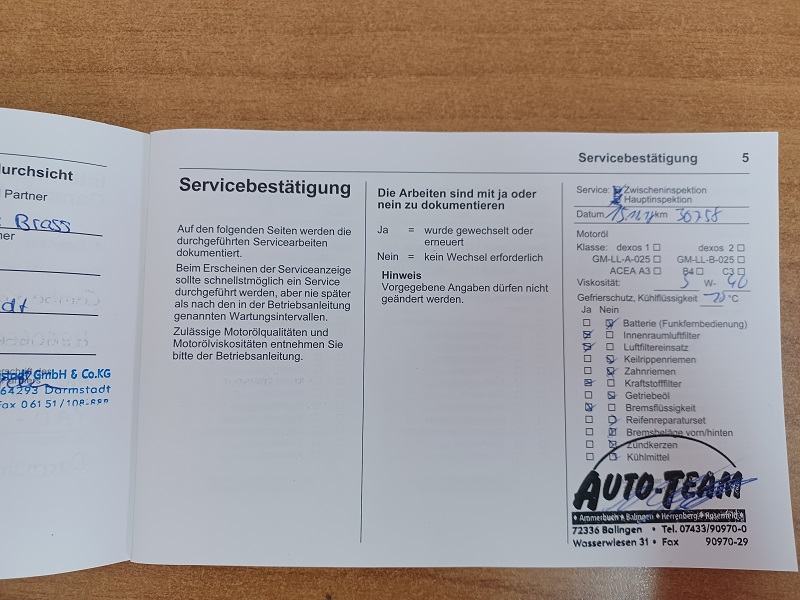 durchsicht
Partner
Brass
stadt GmbH & Co.KG
64293 Darmstadt
Fax 06151/108-888
Servicebestätigung 5
Servicebestätigung
Auf den folgenden Seiten werden die
durchgeführten Servicearbeiten
dokumentiert.
Beim Erscheinen der Serviceanzeige
sollte schnellstmöglich ein Service
durchgeführt werden, aber nie später
als nach den in der Betriebsanleitung
genannten Wartungsintervallen.
Zulässige Motorölqualitäten und
Motorölviskositäten entnehmen Sie
bitte der Betriebsanleitung.
Die Arbeiten sind mit ja oder
nein zu dokumentieren
Ja = wurde gewechselt oder
erneuert
Nein = kein Wechsel erforderlich
Hinweis
Vorgegebene Angaben dürfen nicht
geändert werden.
Service: Zwischeninspektion
Hauptinspektion
Datum km 30758
Motoröl
Klasse: dexos 1 dexos 2
GM-LL-A-025 GM-LL-B-025
ACEA A3 B4 C3
Viskosität: 5 W- 40
Gefrierschutz, Kühlflüssigkeit °C
Ja Nein
Batterie (Funkfernbedienung)
Innenraumluftfilter
Luftfiltereinsatz
Keilrippenriemen
Zahnriemen
Kraftstofffilter
Getriebeöl
Bremsflüssigkeit
Reifenreparaturset
Bremsbeläge vorn/hinten
Zündkerzen
Kühlmittel
AUTO-TEAM
Ammerbuch • Balingen • Herrenberg • Rosenfeld
72336 Balingen • Tel. 07433/90970-0
Wasserwiesen 31 • Fax 90970-29